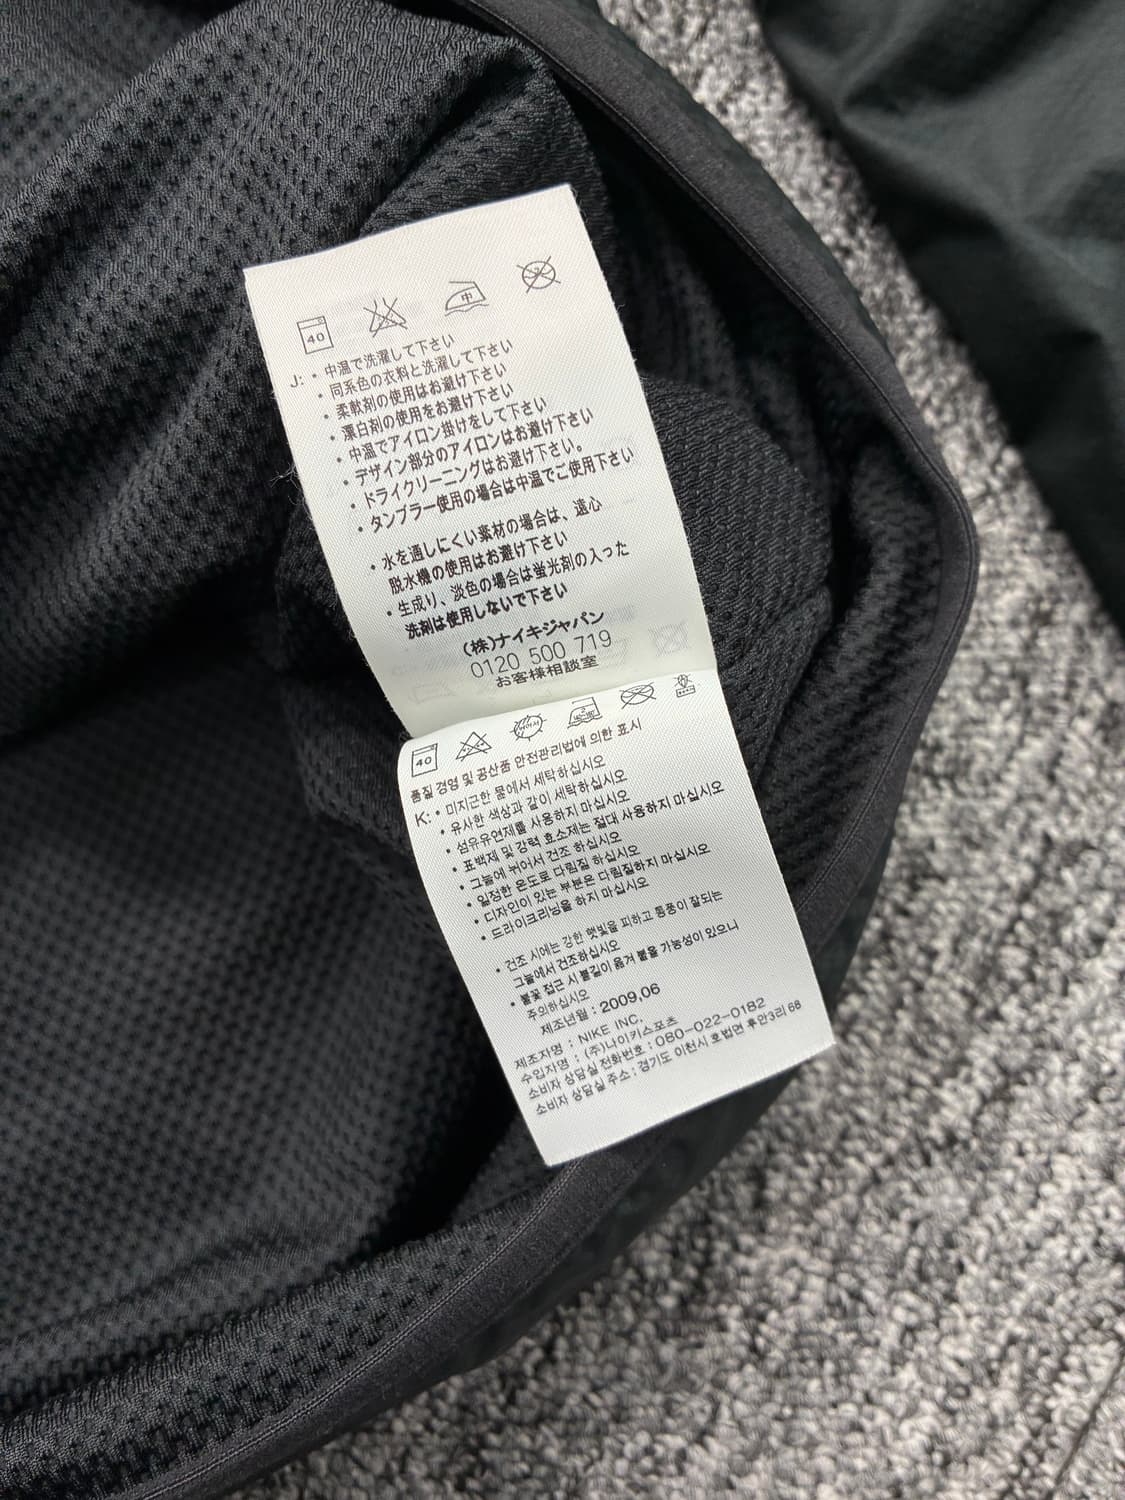 40
中
J: • 中温で洗濯して下さい
• 同系色の衣料と洗濯して下さい
• 柔軟剤の使用はお避け下さい
• 漂白剤の使用をお避け下さい
• 中温でアイロン掛けをして下さい
• デザイン部分のアイロンはお避け下さい
• ドライクリーニングはお避け下さい。
• タンブラー使用の場合は中温でご使用下さい
• 水を通しにくい素材の場合は、遠心
脱水機の使用はお避け下さい
• 生成り、淡色の場合は蛍光剤の入った
洗剤は使用しないで下さい
(株)ナイキジャパン
0120 500 719
お客様相談室
40
품질 경영 및 공산품 안전관리법에 의한 표시
K: • 미지근한 물에서 세탁하십시오
• 유사한 색상과 같이 세탁하십시오
• 섬유유연제를 사용하지 마십시오
• 표백제 및 강력 효소제는 절대 사용하지 마십시오
• 그늘에 뉘어서 건조 하십시오
• 일정한 온도로 다림질 하십시오
• 디자인이 있는 부분은 다림질하지 마십시오
• 드라이크리닝을 하지 마십시오
• 건조 시에는 강한 햇빛을 피하고 통풍이 잘되는
그늘에서 건조하십시오
• 불꽃 접근 시 불길이 옮겨 붙을 가능성이 있으니
주의하십시오
제조년월 : 2009,06
제조자명 : NIKE INC.
수입자명 : (주)나이키스포츠
소비자 상담실 전화번호 : 080-022-0182
소비자 상담실 주소 : 경기도 이천시 호법면 후안3리 68